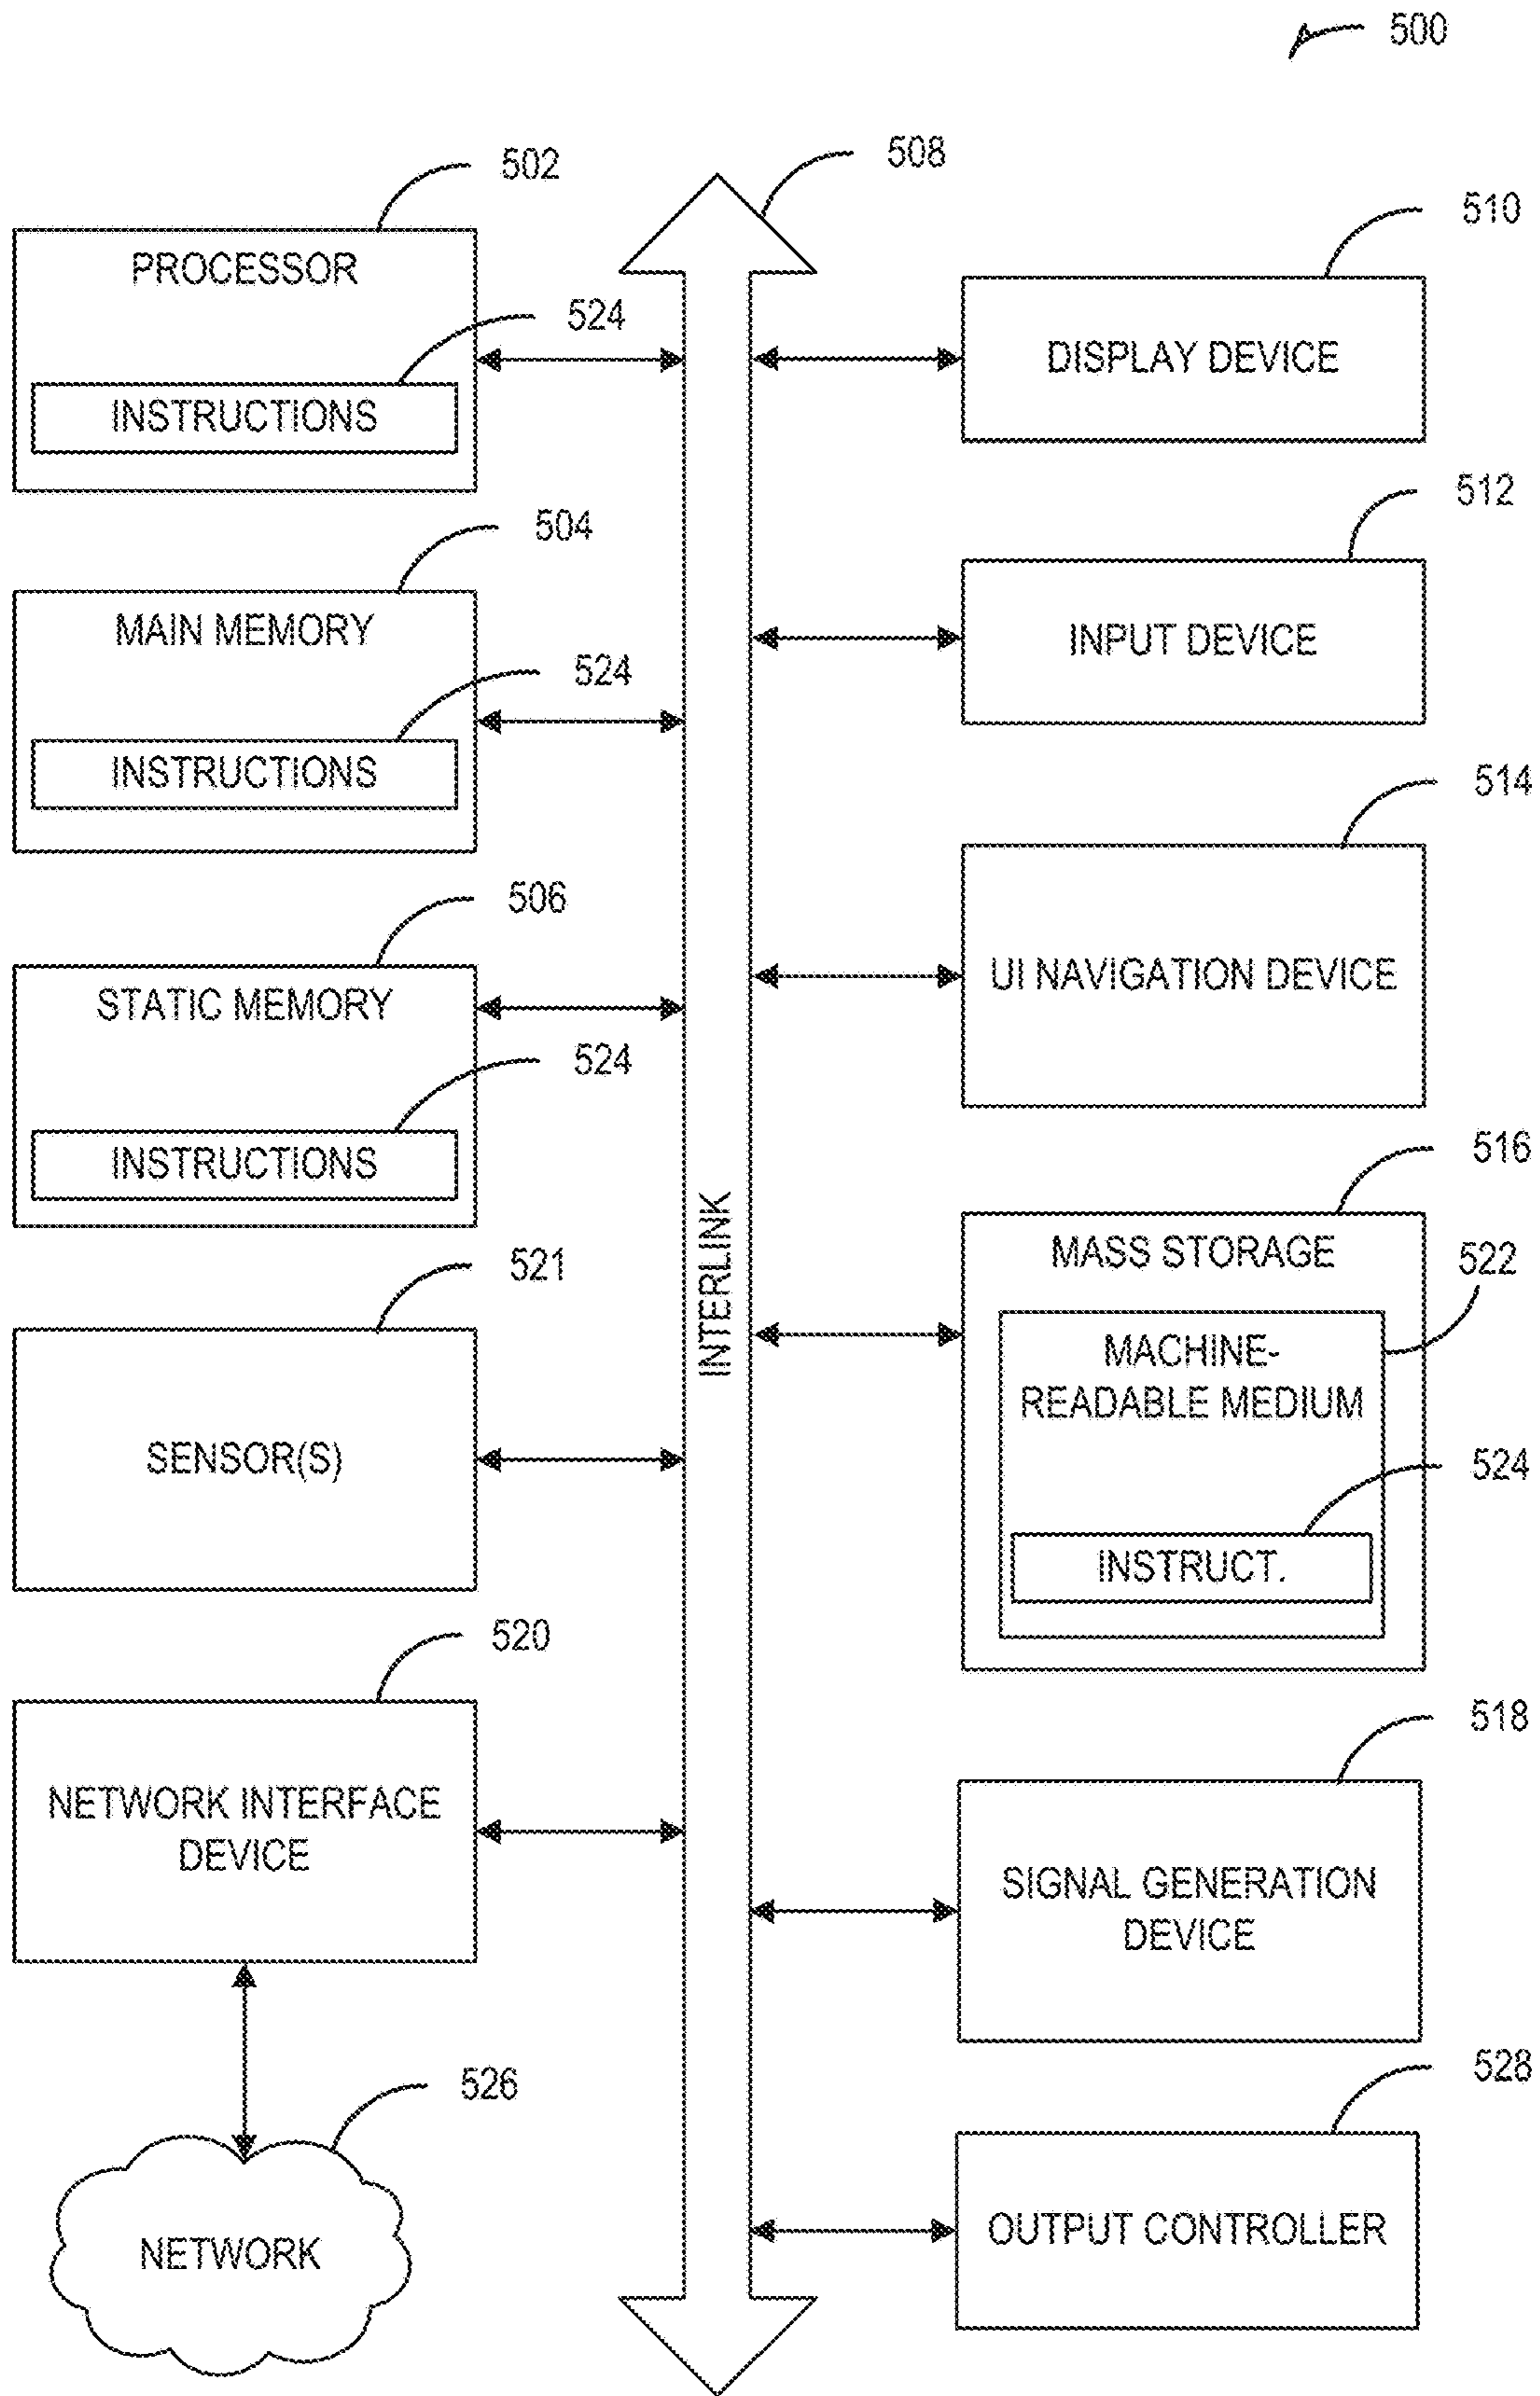 500
502
PROCESSOR
524
INSTRUCTIONS
504
MAIN MEMORY
524
INSTRUCTIONS
506
STATIC MEMORY
524
INSTRUCTIONS
521
SENSOR(S)
520
NETWORK INTERFACE
DEVICE
526
NETWORK
508
INTERLINK
510
DISPLAY DEVICE
512
INPUT DEVICE
514
UI NAVIGATION DEVICE
516
MASS STORAGE
522
MACHINE-
READABLE MEDIUM
524
INSTRUCT.
518
SIGNAL GENERATION
DEVICE
528
OUTPUT CONTROLLER